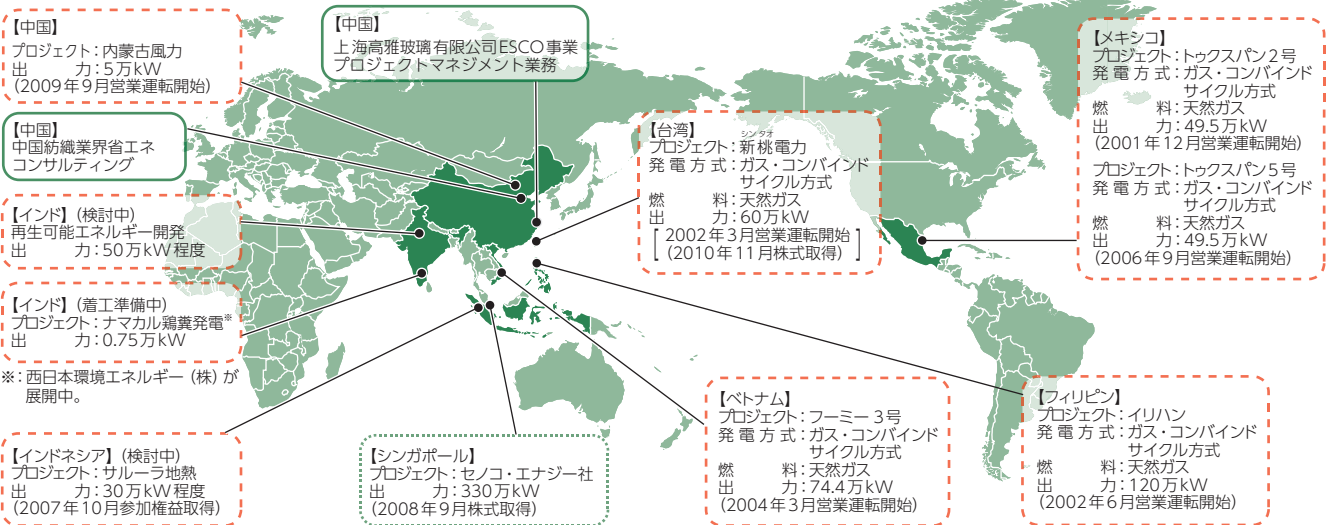 【中国】
プロジェクト：内蒙古風力
出　　　力：5万kW
(2009年9月営業運転開始)
【中国】
上海高雅玻璃有限公司ESCO事業
プロジェクトマネジメント業務
【中国】
中国紡織業界省エネ
コンサルティング
【インド】(検討中)
再生可能エネルギー開発
出　　　力：50万kW程度
【インド】(着工準備中)
プロジェクト：ナマカル鶏糞発電※
出　　　力：0.75万kW
※：西日本環境エネルギー(株)が
展開中。
【インドネシア】(検討中)
プロジェクト：サルーラ地熱
出　　　力：30万kW程度
(2007年10月参加権益取得)
【シンガポール】
プロジェクト：セノコ・エナジー社
出　　　力：330万kW
(2008年9月株式取得)
【台湾】
シンタオ
プロジェクト：新桃電力
発電方式：ガス・コンバインド
サイクル方式
燃　　　料：天然ガス
出　　　力：60万kW
[ 2002年3月営業運転開始
(2010年11月株式取得) ]
【ベトナム】
プロジェクト：フーミー3号
発電方式：ガス・コンバインド
サイクル方式
燃　　　料：天然ガス
出　　　力：74.4万kW
(2004年3月営業運転開始)
【メキシコ】
プロジェクト：トゥクスパン2号
発電方式：ガス・コンバインド
サイクル方式
燃　　　料：天然ガス
出　　　力：49.5万kW
(2001年12月営業運転開始)
プロジェクト：トゥクスパン5号
発電方式：ガス・コンバインド
サイクル方式
燃　　　料：天然ガス
出　　　力：49.5万kW
(2006年9月営業運転開始)
【フィリピン】
プロジェクト：イリハン
発電方式：ガス・コンバインド
サイクル方式
燃　　　料：天然ガス
出　　　力：120万kW
(2002年6月営業運転開始)